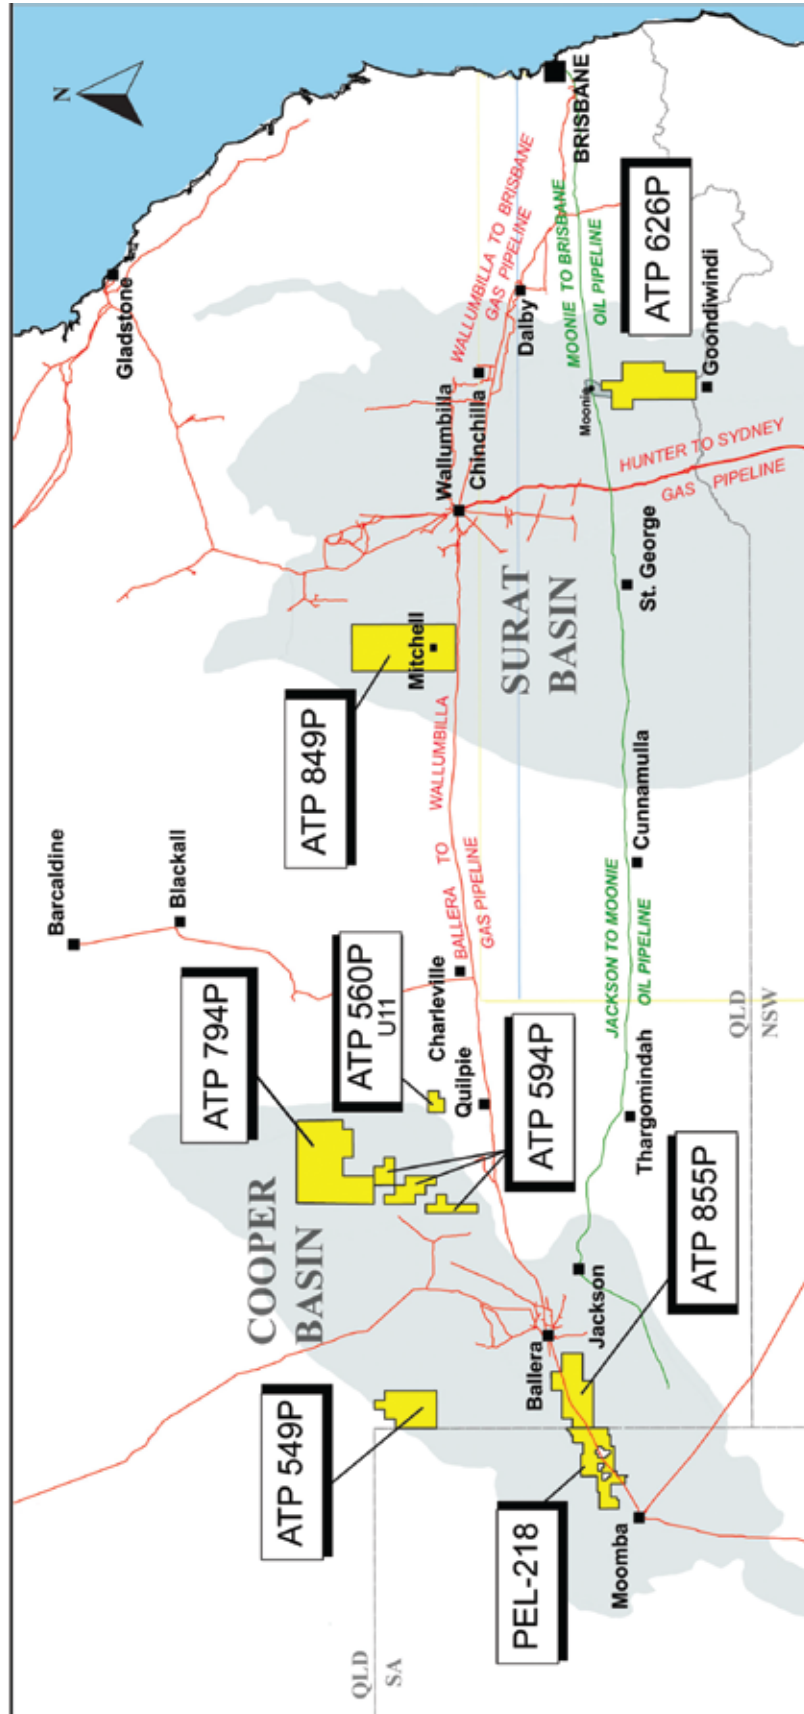 N
Gladstone
BRISBANE
WALLUMBILLA TO BRISBANE
GAS PIPELINE
MOONIE TO BRISBANE
OIL PIPELINE
ATP 626P
Dalby
Goondiwindi
Moonie
Wallumbilla
Chinchilla
HUNTER TO SYDNEY
GAS PIPELINE
St. George
SURAT
BASIN
Mitchell
ATP 849P
BALLERA TO WALLUMBILLA
GAS PIPELINE
Cunnamulla
JACKSON TO MOONIE
OIL PIPELINE
Barcaldine
Blackall
Charleville
Quilpie
ATP 794P
ATP 560P
U11
ATP 594P
QLD
NSW
Thargomindah
ATP 855P
COOPER
BASIN
Jackson
Ballera
ATP 549P
PEL-218
Moomba
QLD
SA